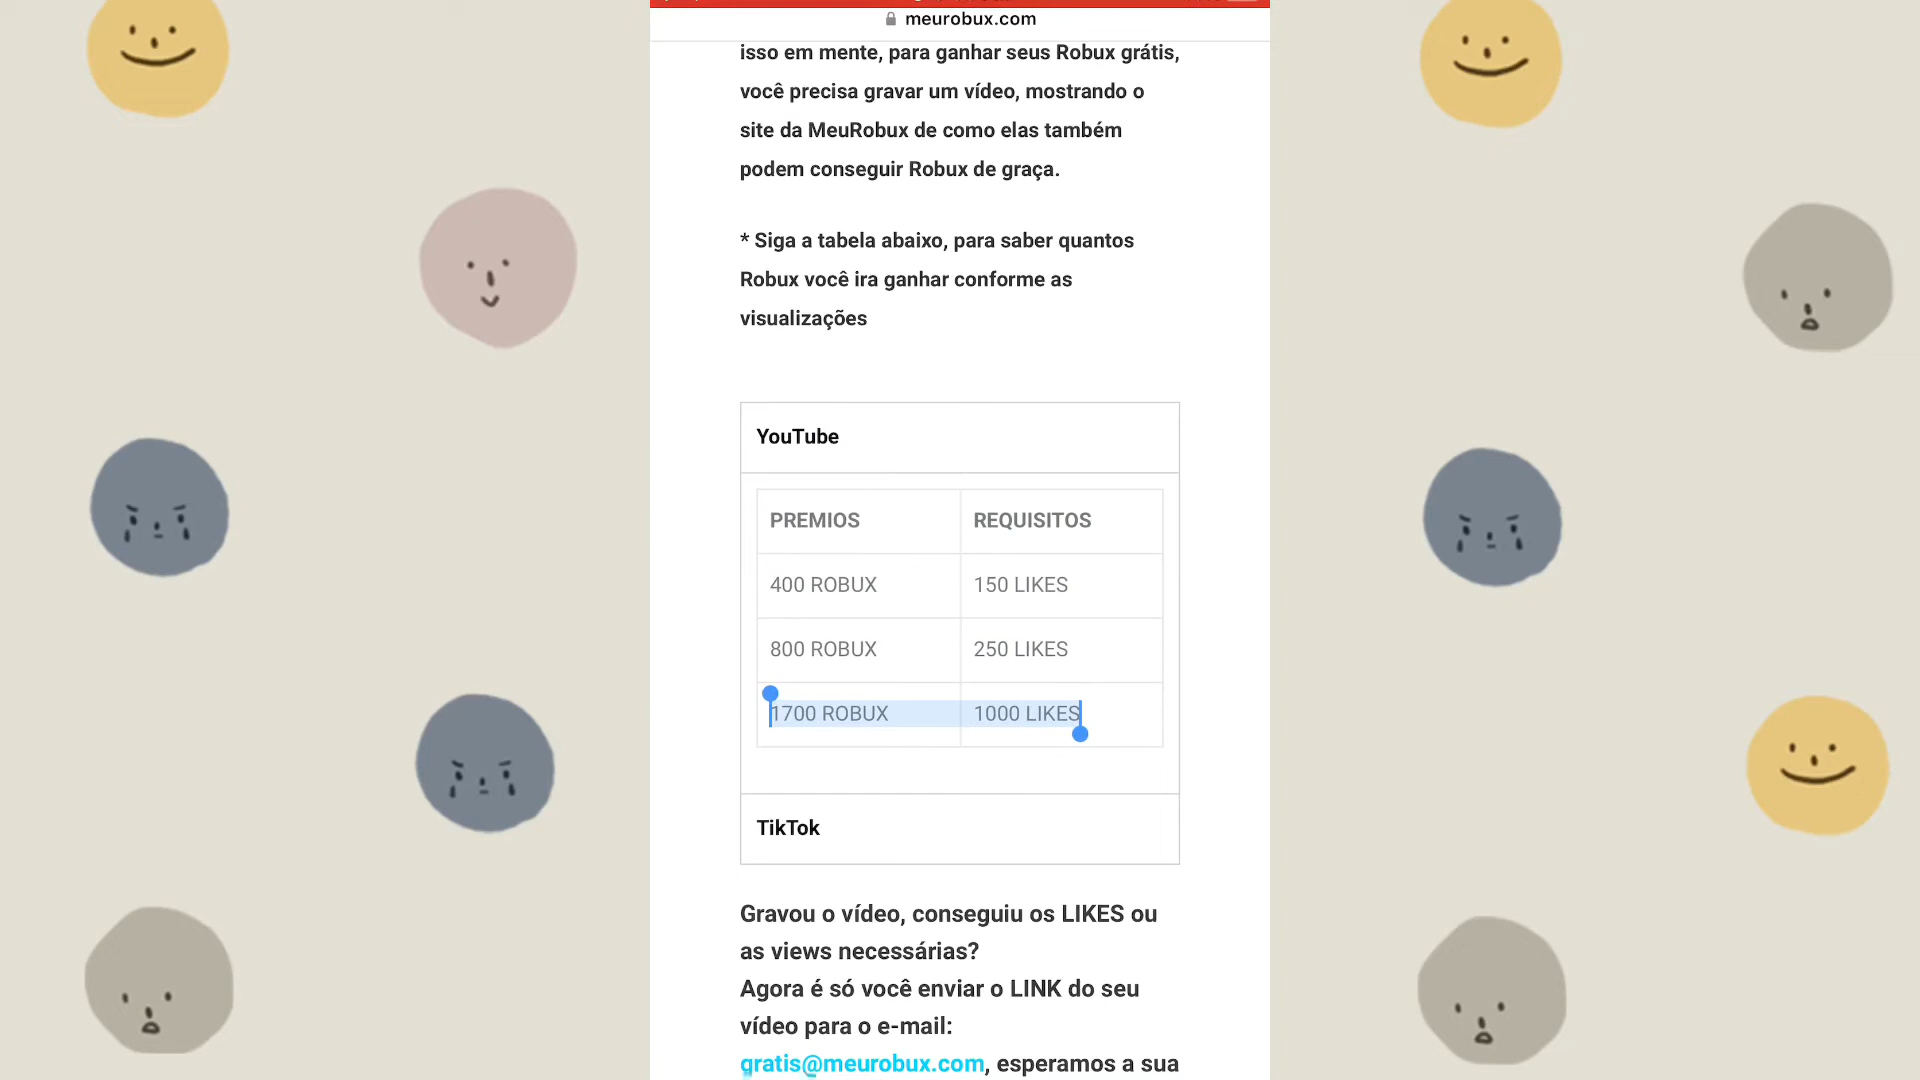 meurobux.com
isso em mente, para ganhar seus Robux grátis,
você precisa gravar um vídeo, mostrando o
site da MeuRobux de como elas também
podem conseguir Robux de graça.
* Siga a tabela abaixo, para saber quantos
Robux você ira ganhar conforme as
visualizações
YouTube
PREMIOS REQUISITOS
400 ROBUX 150 LIKES
800 ROBUX 250 LIKES
1700 ROBUX 1000 LIKES
TikTok
Gravou o vídeo, conseguiu os LIKES ou
as views necessárias?
Agora é só você enviar o LINK do seu
vídeo para o e-mail:
gratis@meurobux.com, esperamos a sua